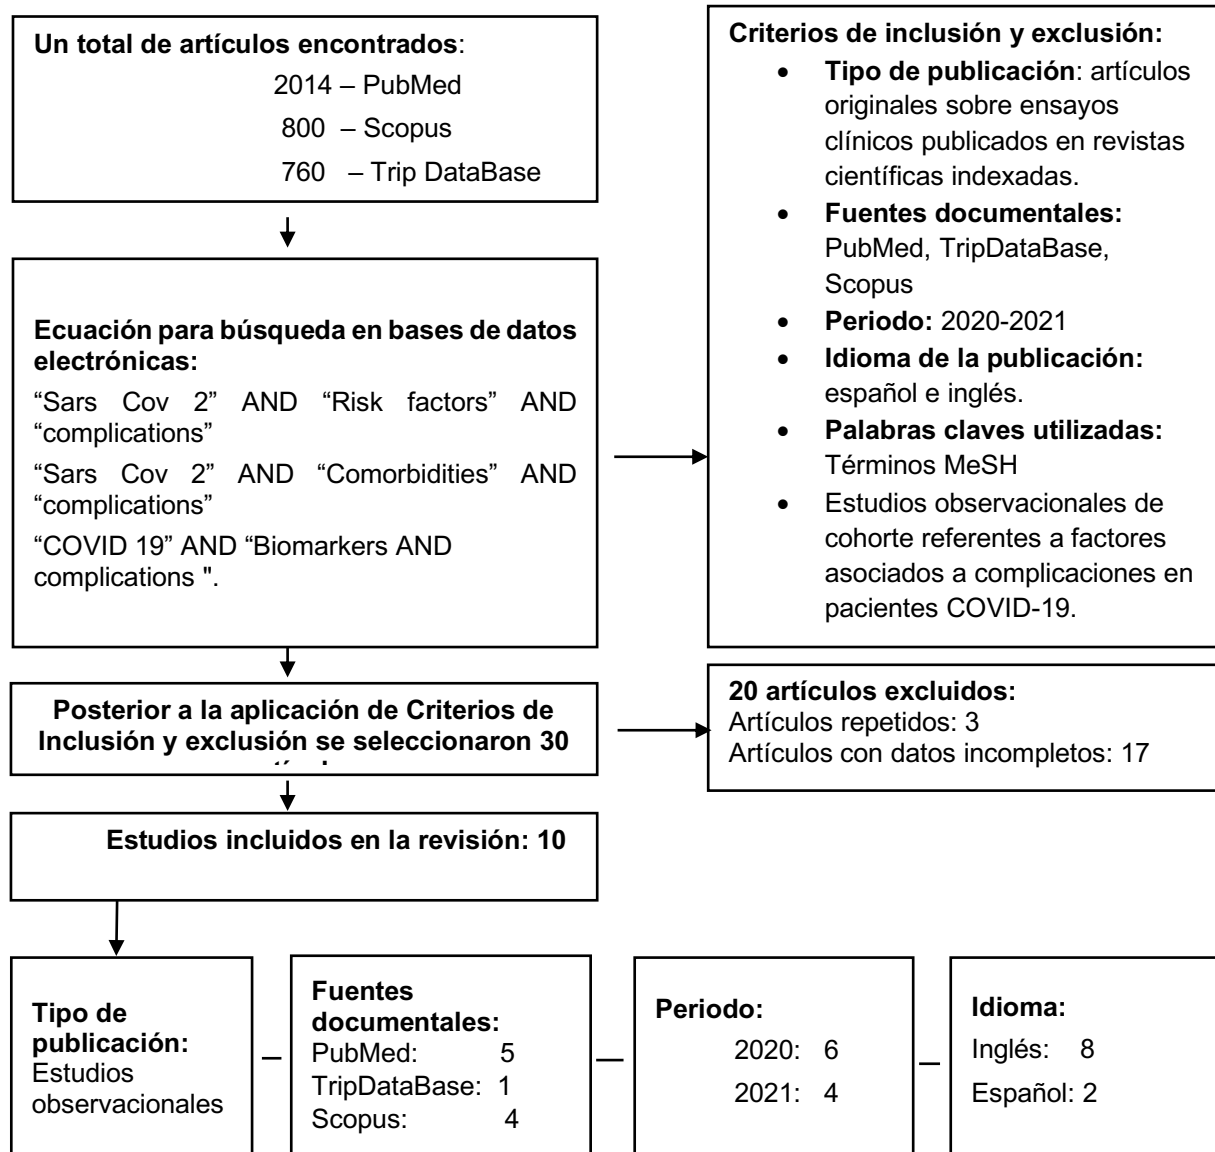 Un total de artículos encontrados:
2014 – PubMed
800 – Scopus
760 – Trip DataBase
Criterios de inclusión y exclusión:
• Tipo de publicación: artículos
originales sobre ensayos
clínicos publicados en revistas
científicas indexadas.
• Fuentes documentales:
PubMed, TripDataBase,
Scopus
• Periodo: 2020-2021
• Idioma de la publicación:
español e inglés.
• Palabras claves utilizadas:
Términos MeSH
• Estudios observacionales de
cohorte referentes a factores
asociados a complicaciones en
pacientes COVID-19.
Ecuación para búsqueda en bases de datos
electrónicas:
“Sars Cov 2” AND “Risk factors” AND
“complications”
“Sars Cov 2” AND “Comorbidities” AND
“complications”
“COVID 19” AND “Biomarkers AND
complications ".
Posterior a la aplicación de Criterios de
Inclusión y exclusión se seleccionaron 30
20 artículos excluidos:
Artículos repetidos: 3
Artículos con datos incompletos: 17
Estudios incluidos en la revisión: 10
Tipo de
publicación:
Estudios
observacionales
Fuentes
documentales:
PubMed: 5
TripDataBase: 1
Scopus: 4
Periodo:
2020: 6
2021: 4
Idioma:
Inglés: 8
Español: 2